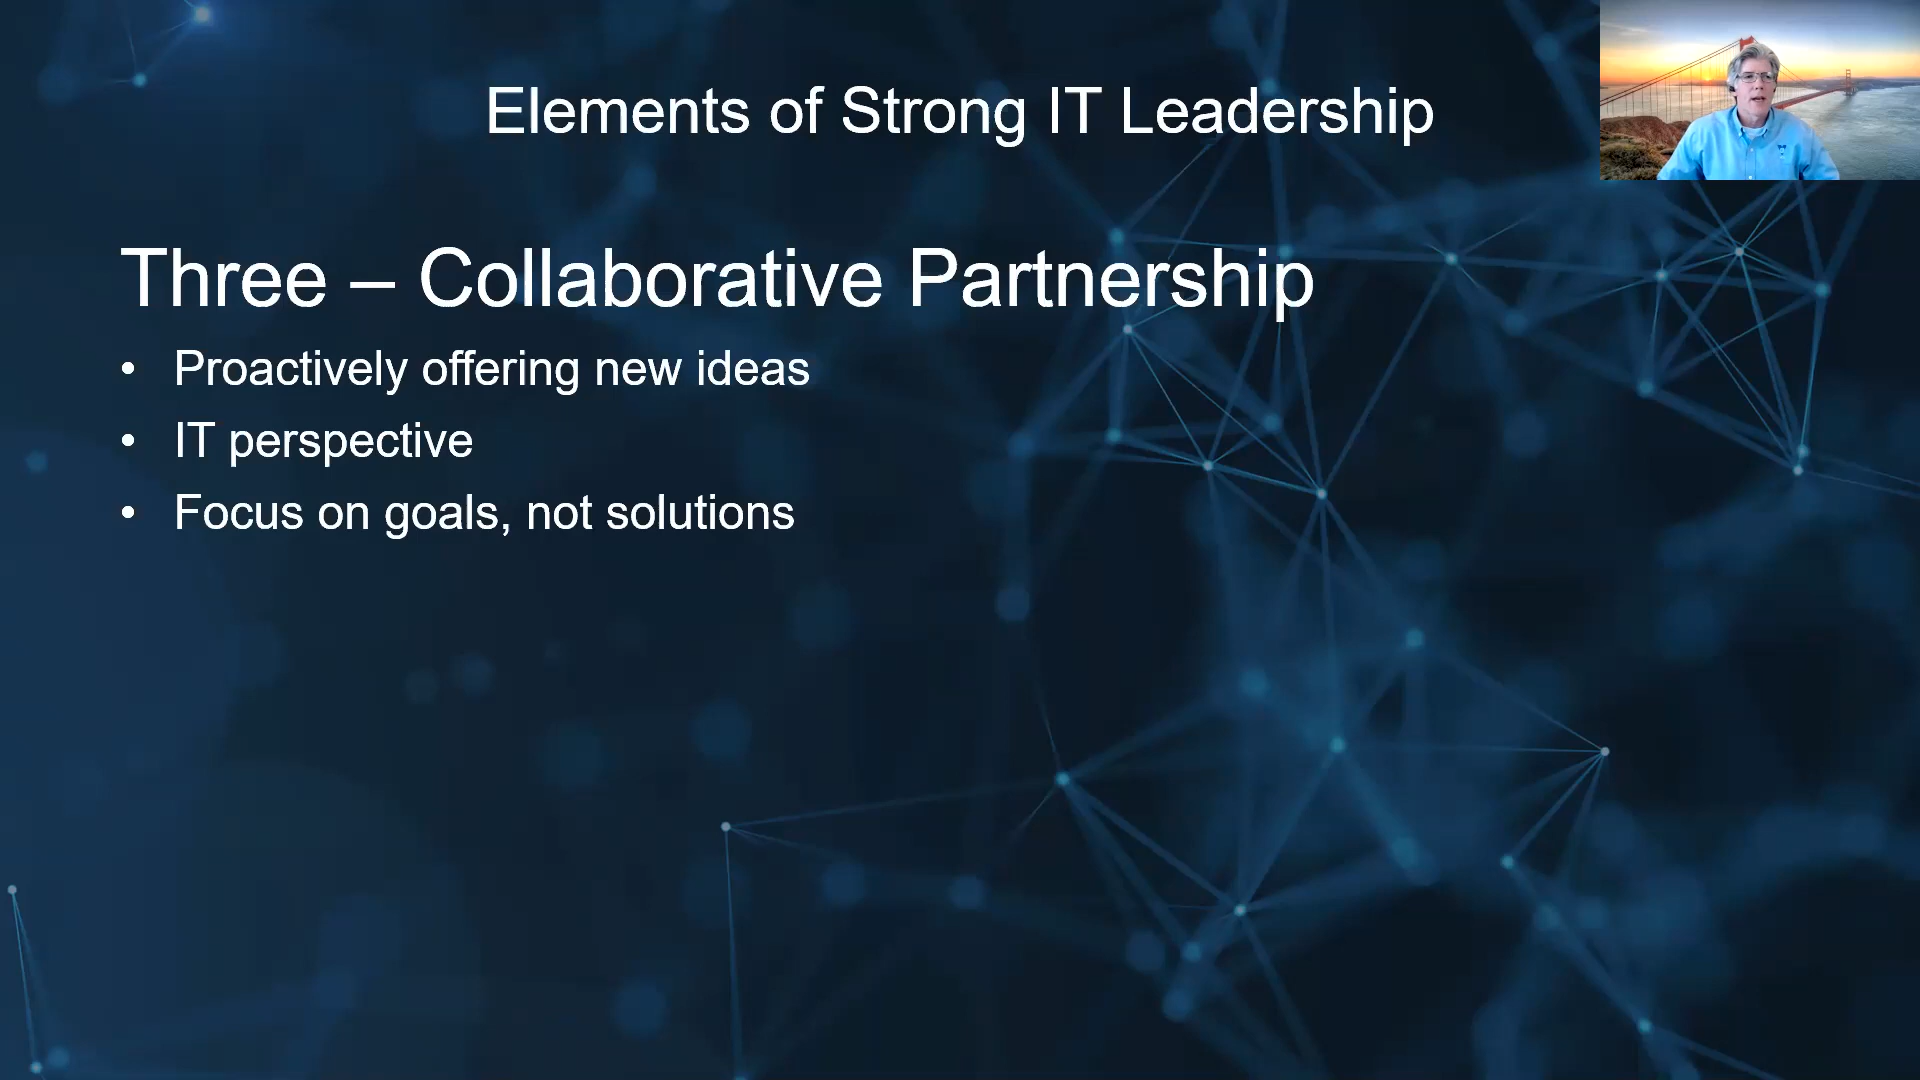 Elements of Strong IT Leadership
Three – Collaborative Partnership
• Proactively offering new ideas
• IT perspective
• Focus on goals, not solutions